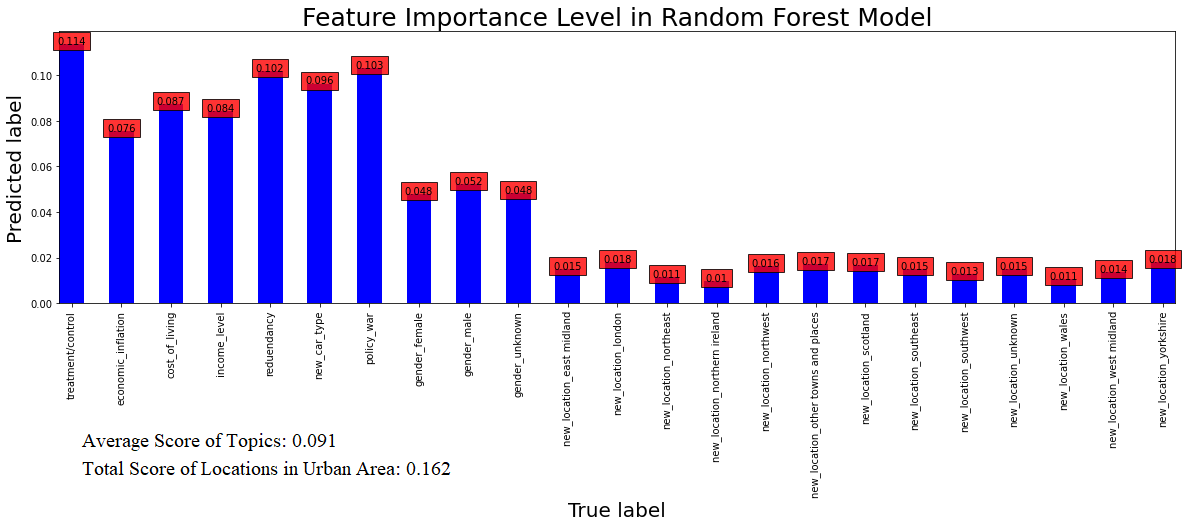 Feature Importance Level in Random Forest Model
Predicted label
0.10
0.08
0.06
0.04
0.02
0.00
0.114
0.076
0.087
0.084
0.102
0.096
0.103
0.048
0.052
0.048
0.015
0.018
0.011
0.01
0.016
0.017
0.017
0.015
0.013
0.015
0.011
0.014
0.018
treatment/control
economic_inflation
cost_of_living
income_level
reduendancy
new_car_type
policy_war
gender_female
gender_male
gender_unknown
new_location_east midland
new_location_london
new_location_northeast
new_location_northern ireland
new_location_northwest
new_location_other towns and places
new_location_scotland
new_location_southeast
new_location_southwest
new_location_unknown
new_location_wales
new_location_west midland
new_location_yorkshire
Average Score of Topics: 0.091
Total Score of Locations in Urban Area: 0.162
True label